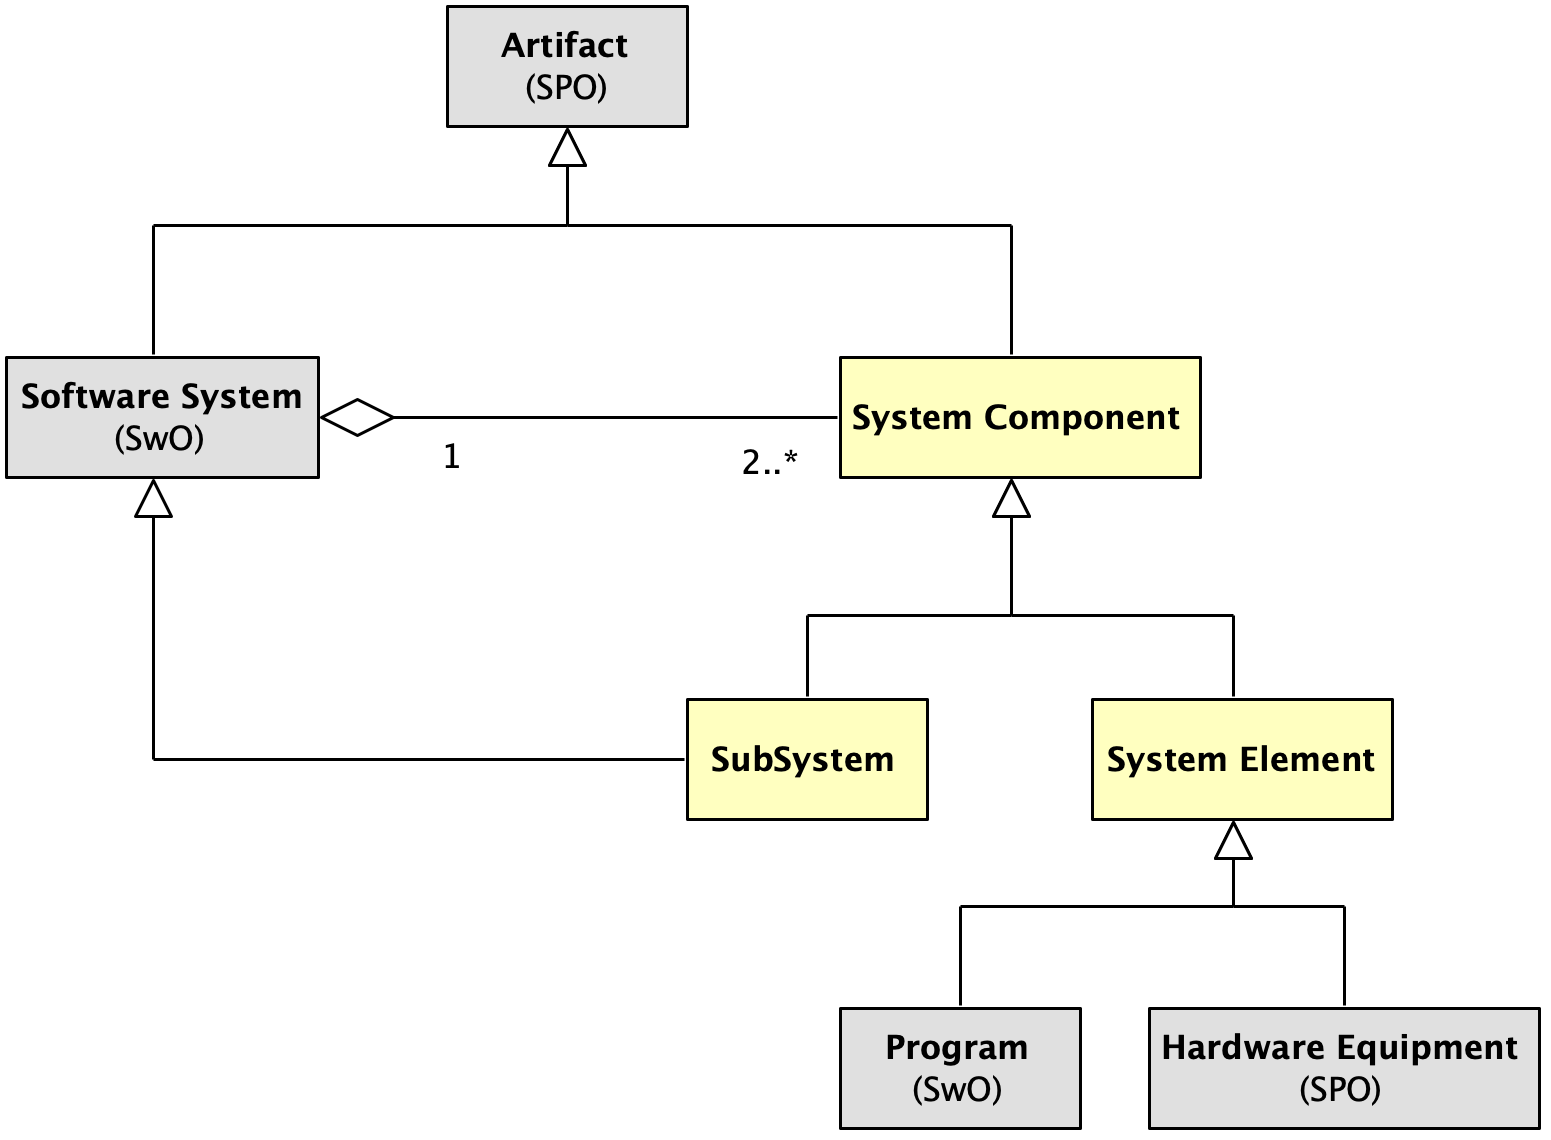 Artifact
(SPO)
Software System
(SwO)
System Component
1
2..*
SubSystem
System Element
Program
(SwO)
Hardware Equipment
(SPO)